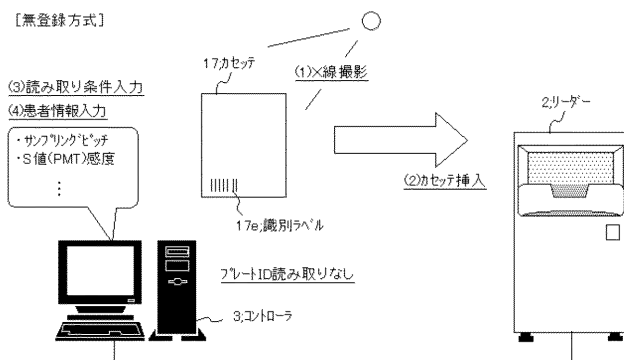 [無登録方式]
17;ｶｾｯﾃ
(1)X線撮影
(3)読み取り条件入力
(4)患者情報入力
・ｻﾝﾌﾟﾘﾝｸﾞﾋﾟｯﾁ
・S値(PMT)感度
⋮
2;ﾘｰﾀﾞｰ
(2)ｶｾｯﾃ挿入
17e;識別ﾗﾍﾞﾙ
ﾌﾟﾚｰﾄID読み取りなし
3;ｺﾝﾄﾛｰﾗ